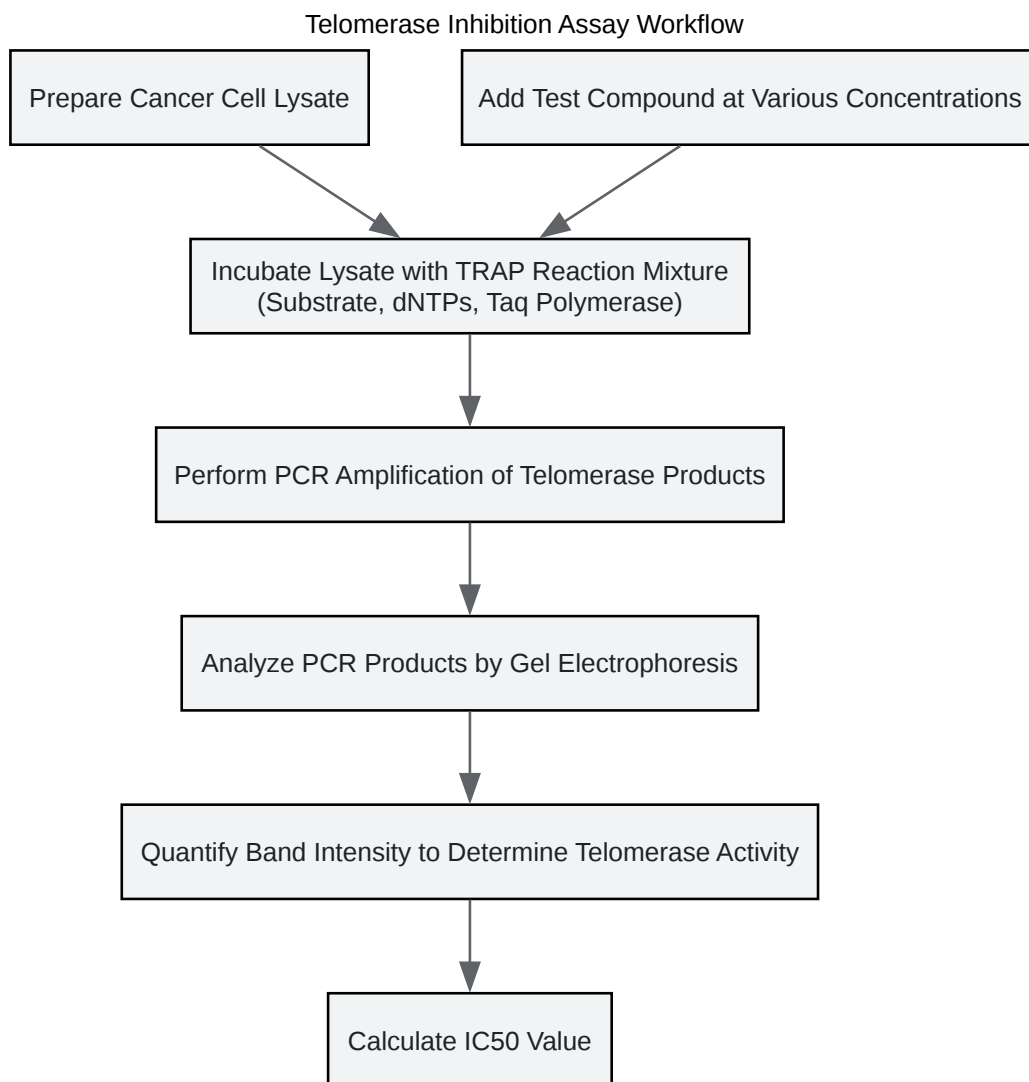 Telomerase Inhibition Assay Workflow
Prepare Cancer Cell Lysate
Add Test Compound at Various Concentrations
Incubate Lysate with TRAP Reaction Mixture
(Substrate, dNTPs, Taq Polymerase)
Perform PCR Amplification of Telomerase Products
Analyze PCR Products by Gel Electrophoresis
Quantify Band Intensity to Determine Telomerase Activity
Calculate IC50 Value